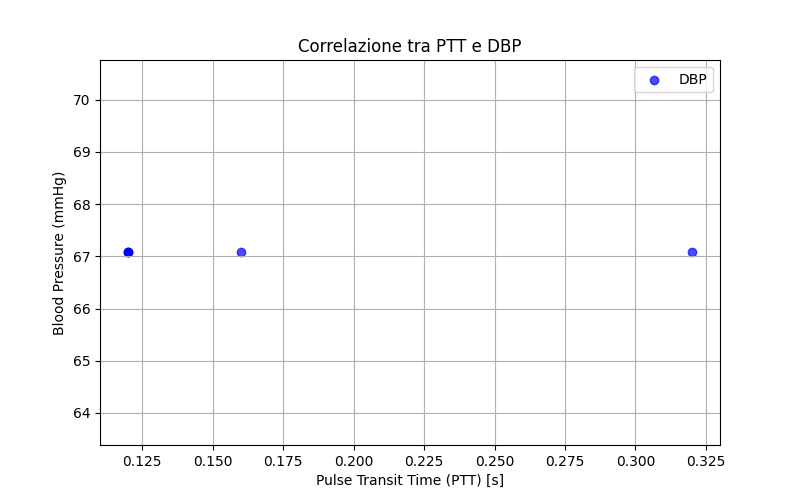 Correlazione tra PTT e DBP
DBP
70
69
68
67
66
65
64
Blood Pressure (mmHg)
0.125 0.150 0.175 0.200 0.225 0.250 0.275 0.300 0.325
Pulse Transit Time (PTT) [s]